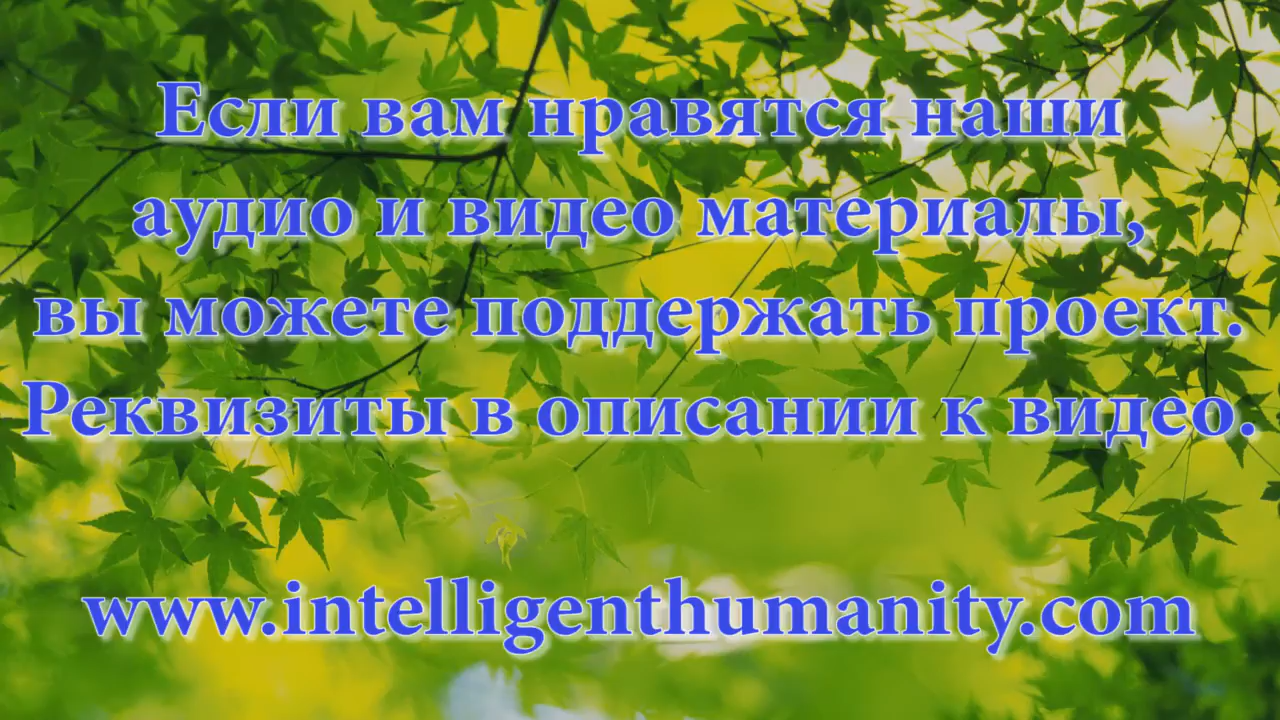 Если вам нравятся наши
аудио и видео материалы,
вы можете поддержать проект.
Реквизиты в описании к видео.
www.intelligenthumanity.com